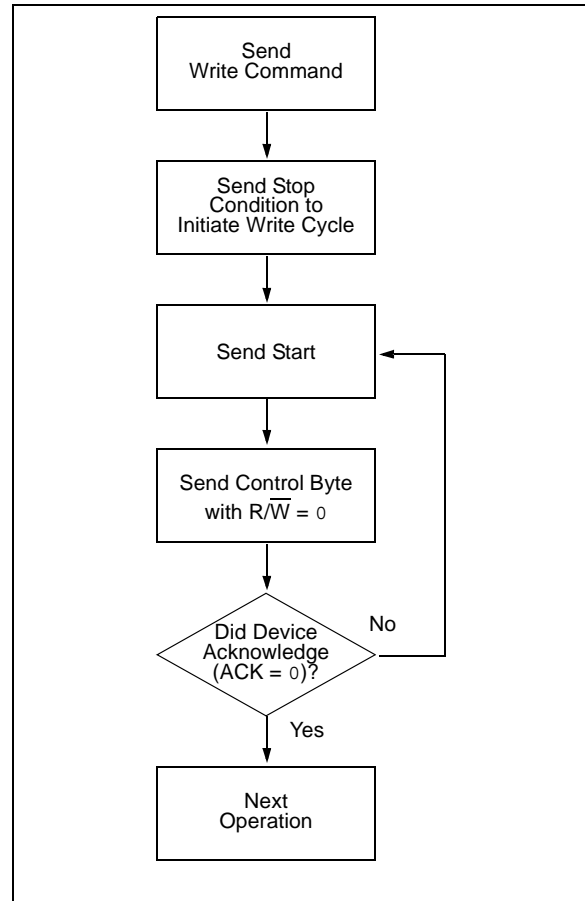 Send
Write Command
Send Stop
Condition to
Initiate Write Cycle
Send Start
Send Control Byte
with R/W̅ = 0
Did Device
Acknowledge
(ACK = 0)?
No
Yes
Next
Operation